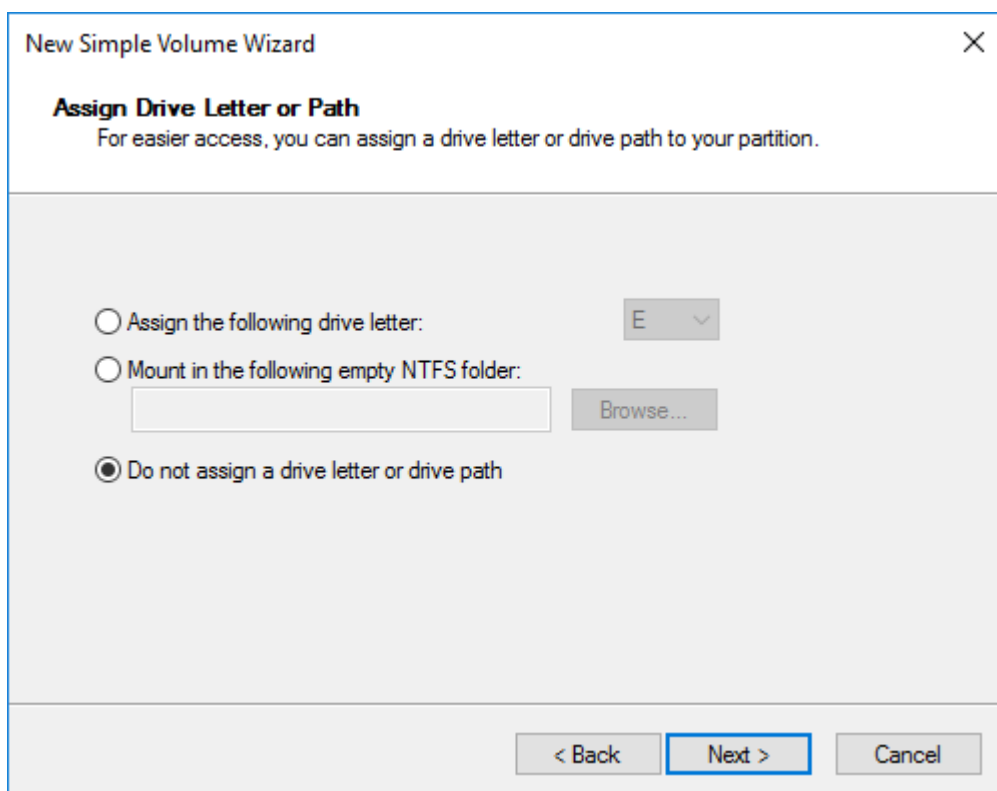 New Simple Volume Wizard
Assign Drive Letter or Path
For easier access, you can assign a drive letter or drive path to your partition.
Assign the following drive letter: E
Mount in the following empty NTFS folder:
Browse...
Do not assign a drive letter or drive path
< Back Next > Cancel